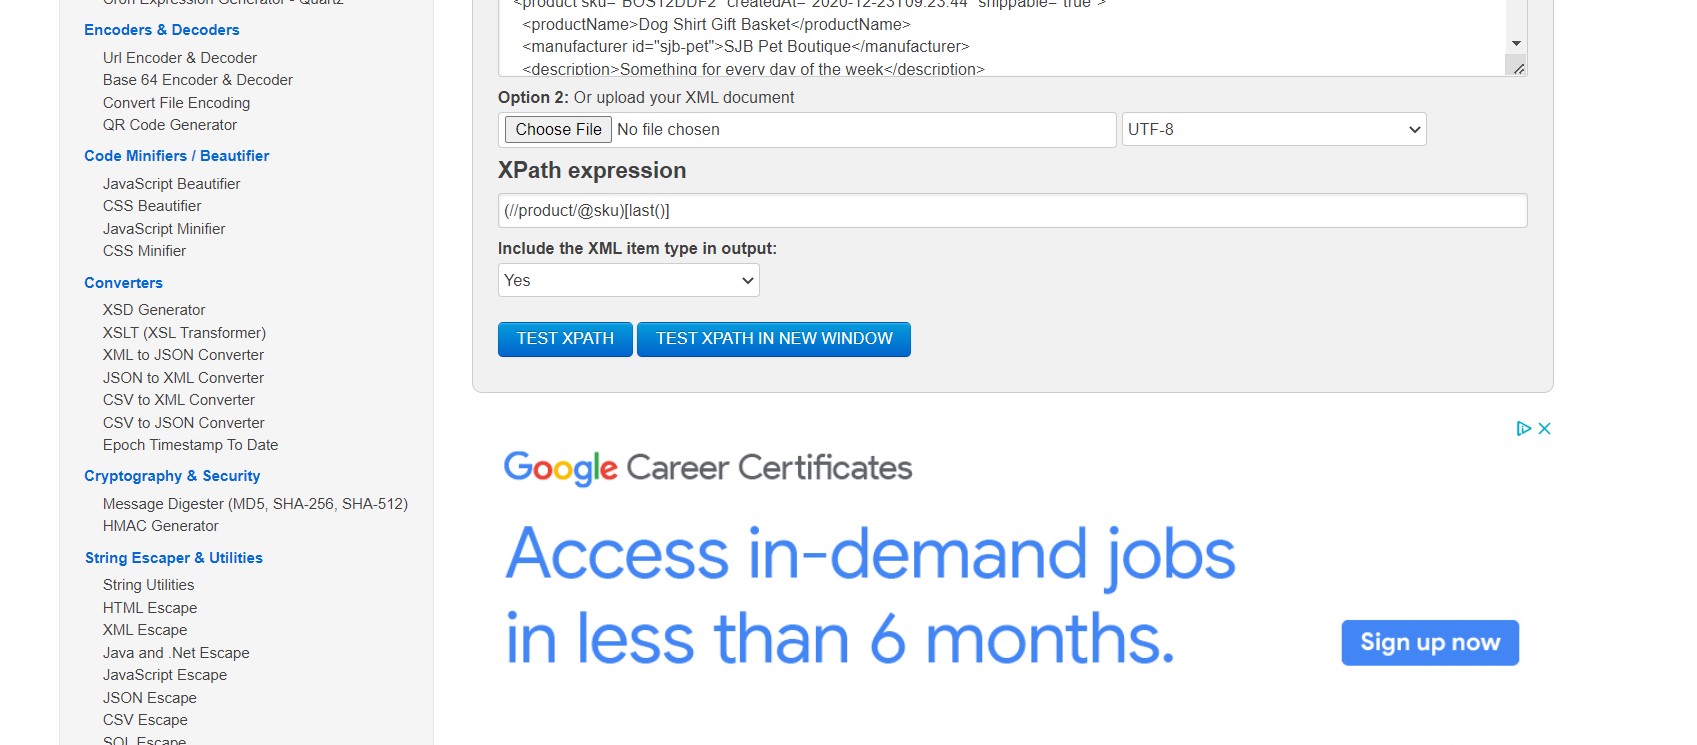 Cron Expression Generator - Quartz
Encoders & Decoders
Url Encoder & Decoder
Base 64 Encoder & Decoder
Convert File Encoding
QR Code Generator
Code Minifiers / Beautifier
JavaScript Beautifier
CSS Beautifier
JavaScript Minifier
CSS Minifier
Converters
XSD Generator
XSLT (XSL Transformer)
XML to JSON Converter
JSON to XML Converter
CSV to XML Converter
CSV to JSON Converter
Epoch Timestamp To Date
Cryptography & Security
Message Digester (MD5, SHA-256, SHA-512)
HMAC Generator
String Escaper & Utilities
String Utilities
HTML Escape
XML Escape
Java and .Net Escape
JavaScript Escape
JSON Escape
CSV Escape
SQL Escape
<product sku="BOS12DDF2" createdAt="2020-12-23T09:23:44" shippable="true">
<productName>Dog Shirt Gift Basket</productName>
<manufacturer id="sjb-pet">SJB Pet Boutique</manufacturer>
<description>Something for every day of the week</description>
Option 2: Or upload your XML document
Choose File No file chosen
UTF-8
XPath expression
(//product/@sku)[last()]
Include the XML item type in output:
Yes
TEST XPATH
TEST XPATH IN NEW WINDOW
Google Career Certificates
Access in-demand jobs
in less than 6 months.
Sign up now